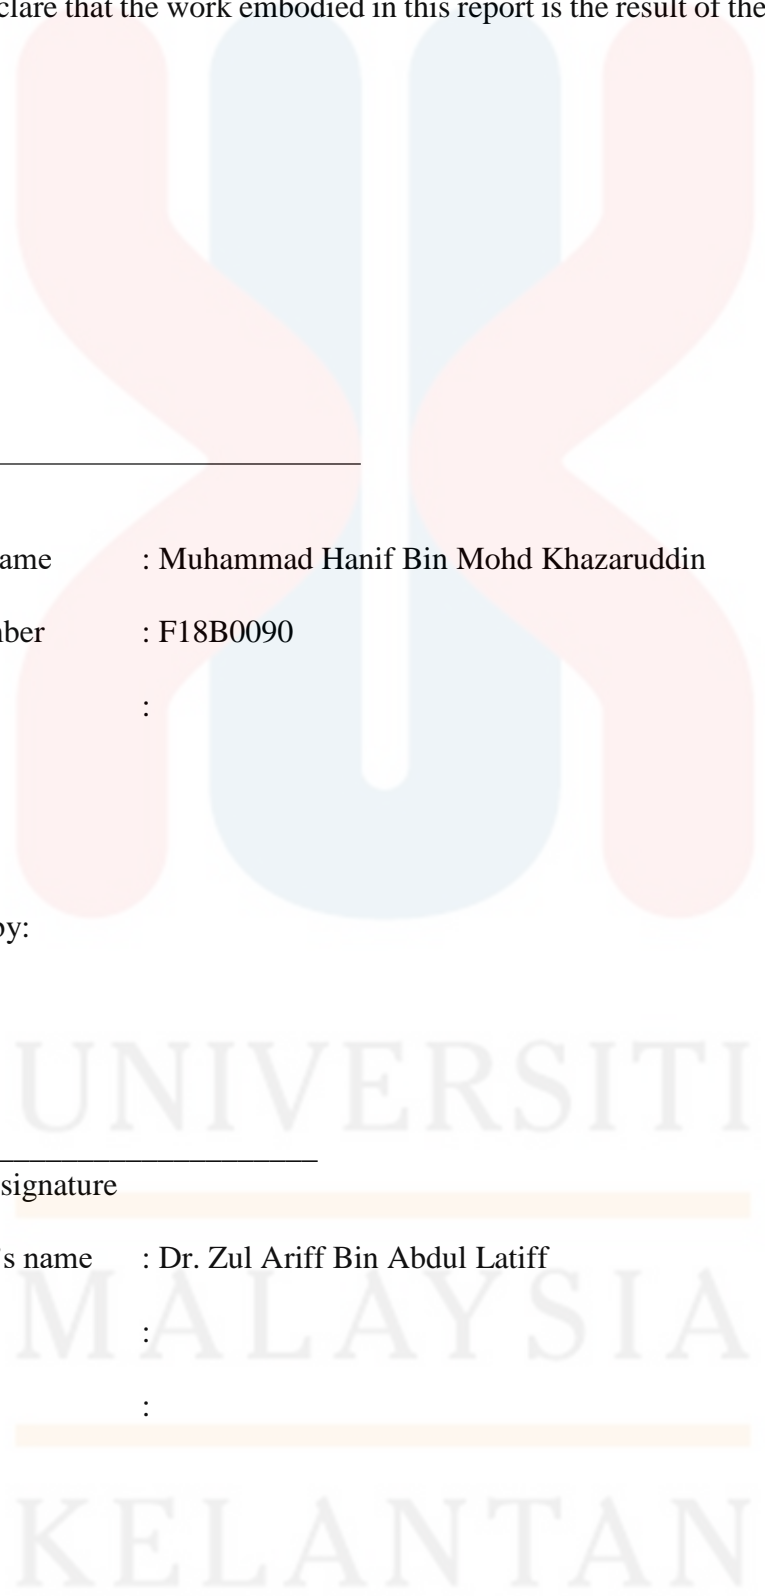 clare that the work embodied in this report is the result of the
ame : Muhammad Hanif Bin Mohd Khazaruddin
ber : F18B0090
:
by:
UNIVERSITI
signature
's name : Dr. Zul Ariff Bin Abdul Latiff
MALAYSIA
:
:
KELANTAN